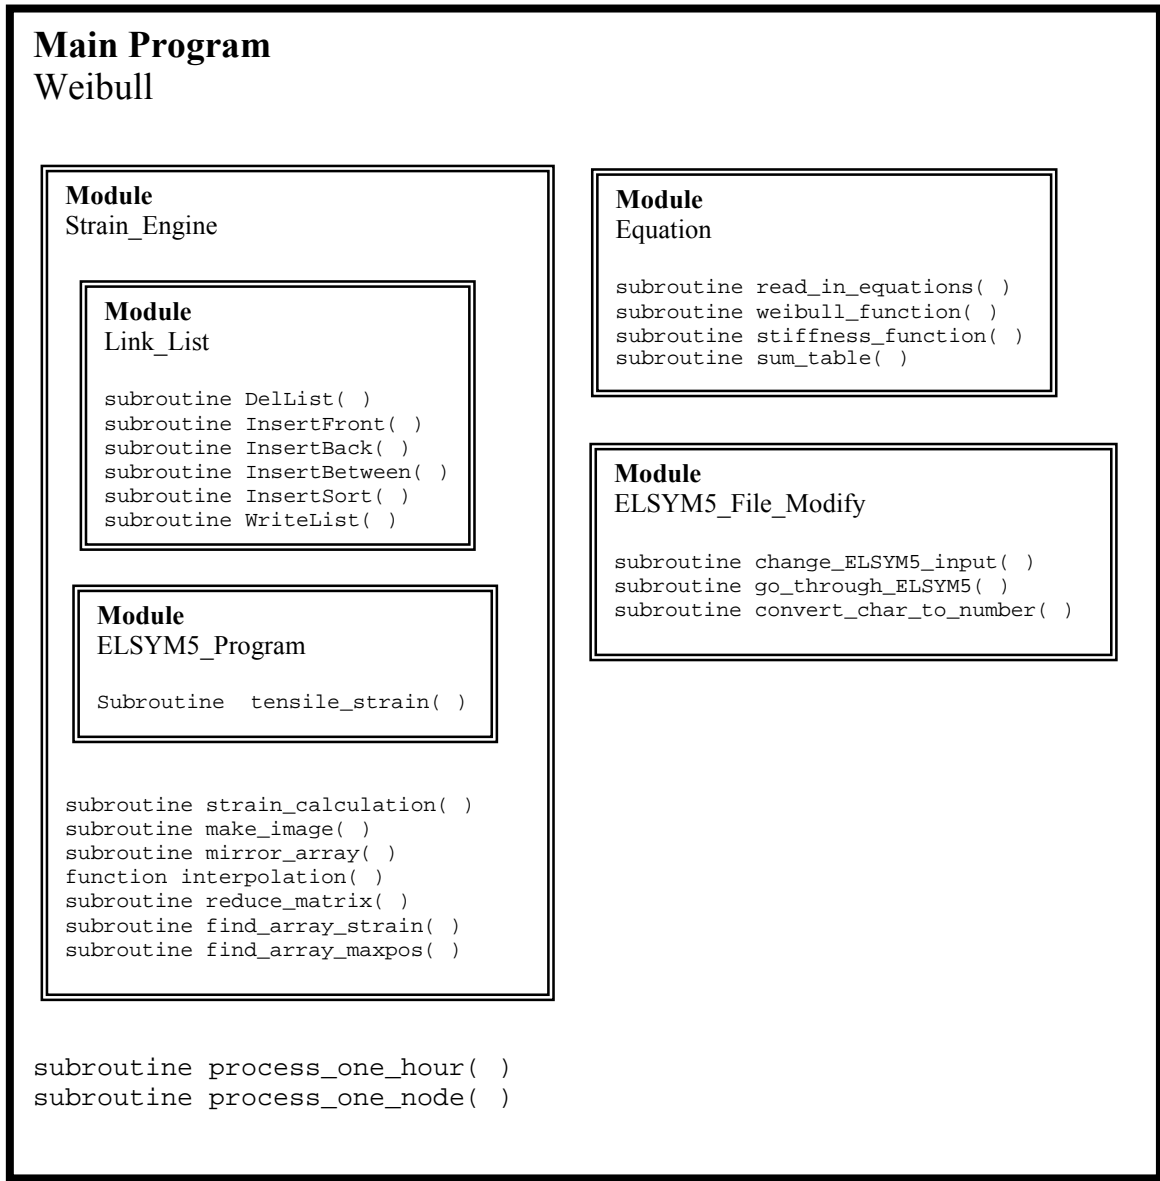 Main Program
Weibull
Module
Strain_Engine
Module
Link_List
subroutine DelList( )
subroutine InsertFront( )
subroutine InsertBack( )
subroutine InsertBetween( )
subroutine InsertSort( )
subroutine WriteList( )
Module
ELSYM5_Program
Subroutine  tensile_strain( )
subroutine strain_calculation( )
subroutine make_image( )
subroutine mirror_array( )
function interpolation( )
subroutine reduce_matrix( )
subroutine find_array_strain( )
subroutine find_array_maxpos( )
Module
Equation
subroutine read_in_equations( )
subroutine weibull_function( )
subroutine stiffness_function( )
subroutine sum_table( )
Module
ELSYM5_File_Modify
subroutine change_ELSYM5_input( )
subroutine go_through_ELSYM5( )
subroutine convert_char_to_number( )
subroutine process_one_hour( )
subroutine process_one_node( )